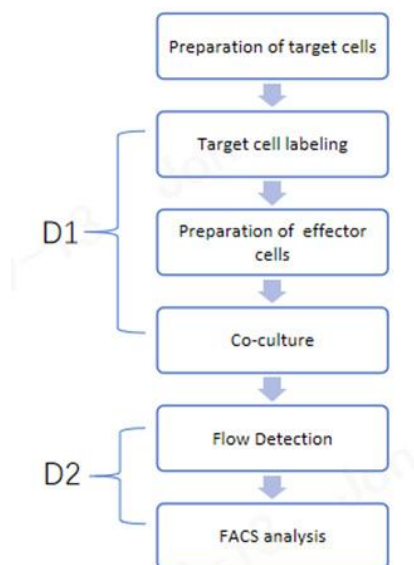 Preparation of target cells
Target cell labeling
D1
Preparation of effector
cells
Co-culture
Flow Detection
D2
FACS analysis